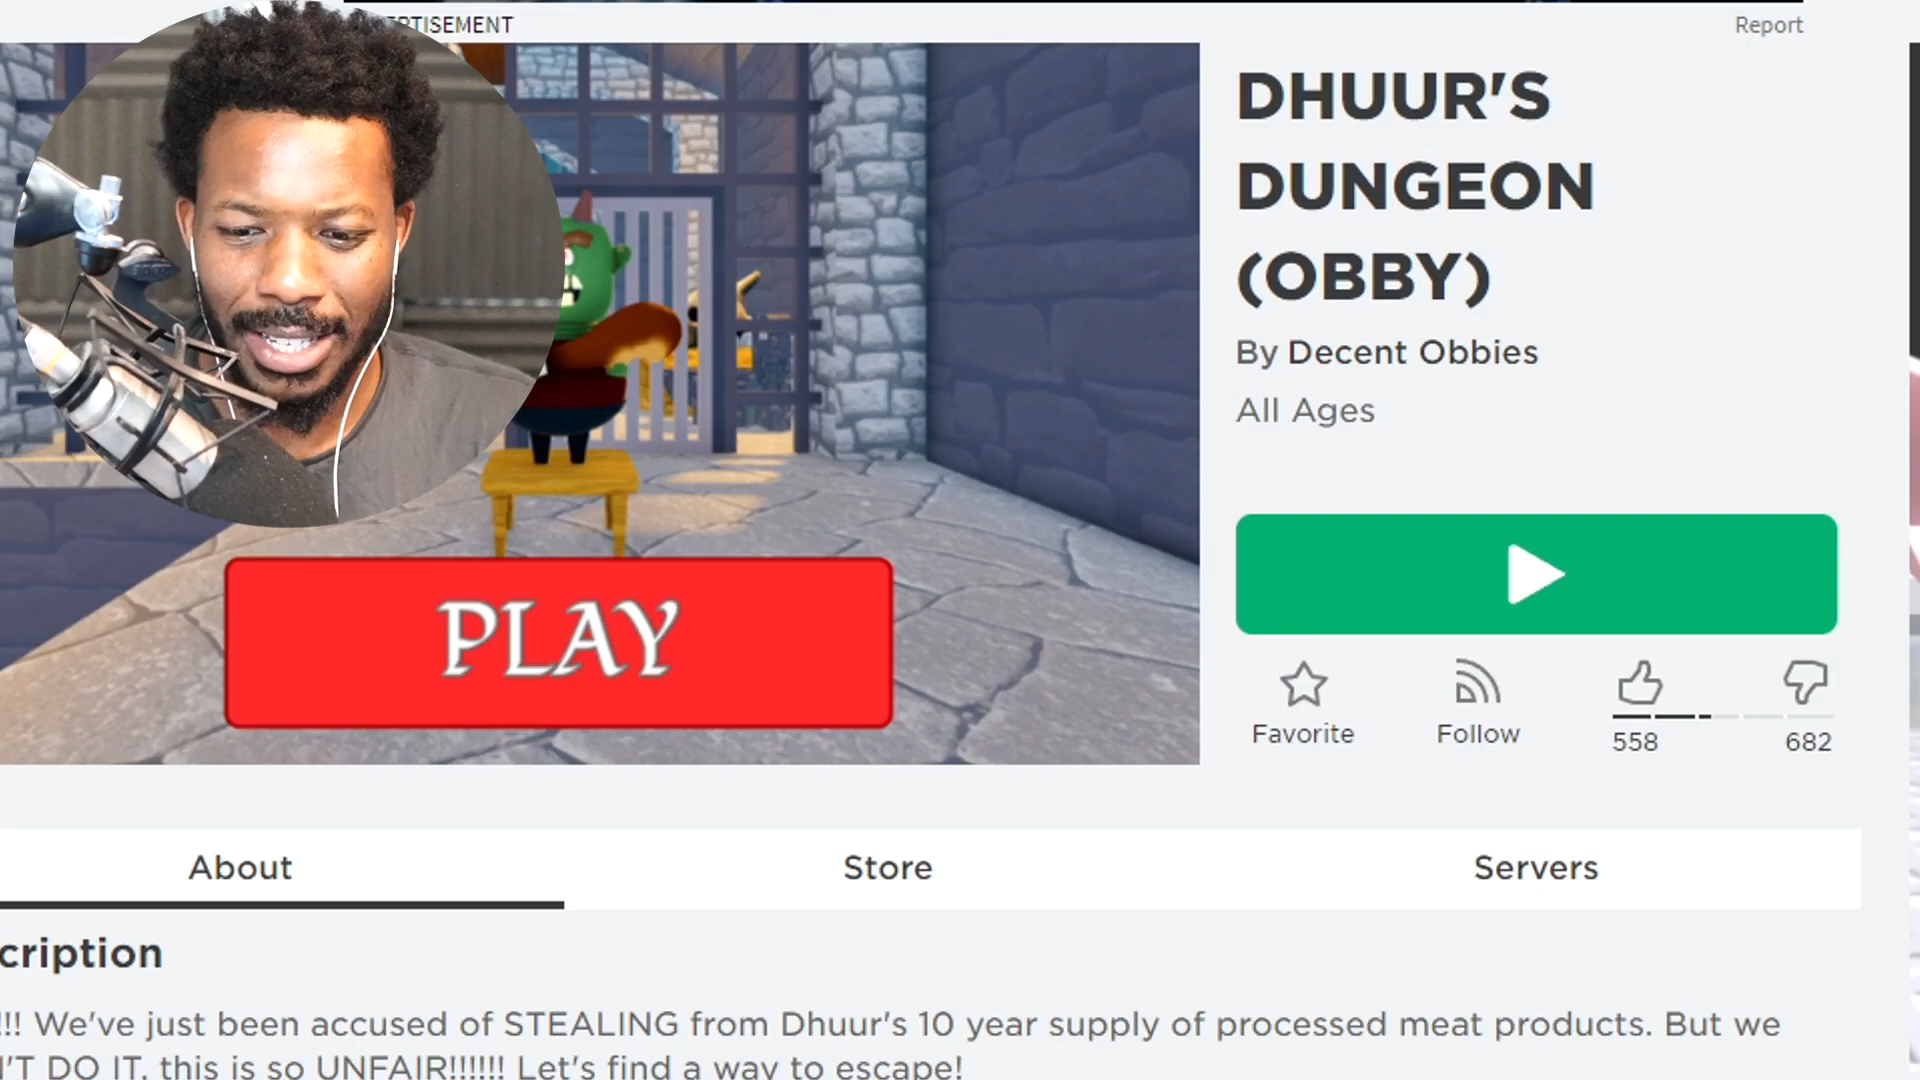 Report
DHUUR'S
DUNGEON
(OBBY)
By Decent Obbies
All Ages
PLAY
Favorite
Follow
558
682
About
Store
Servers
!!! We've just been accused of STEALING from Dhuur's 10 year supply of processed meat products. But we
DO IT, this is so UNFAIR!!!!!! Let's find a way to escape!